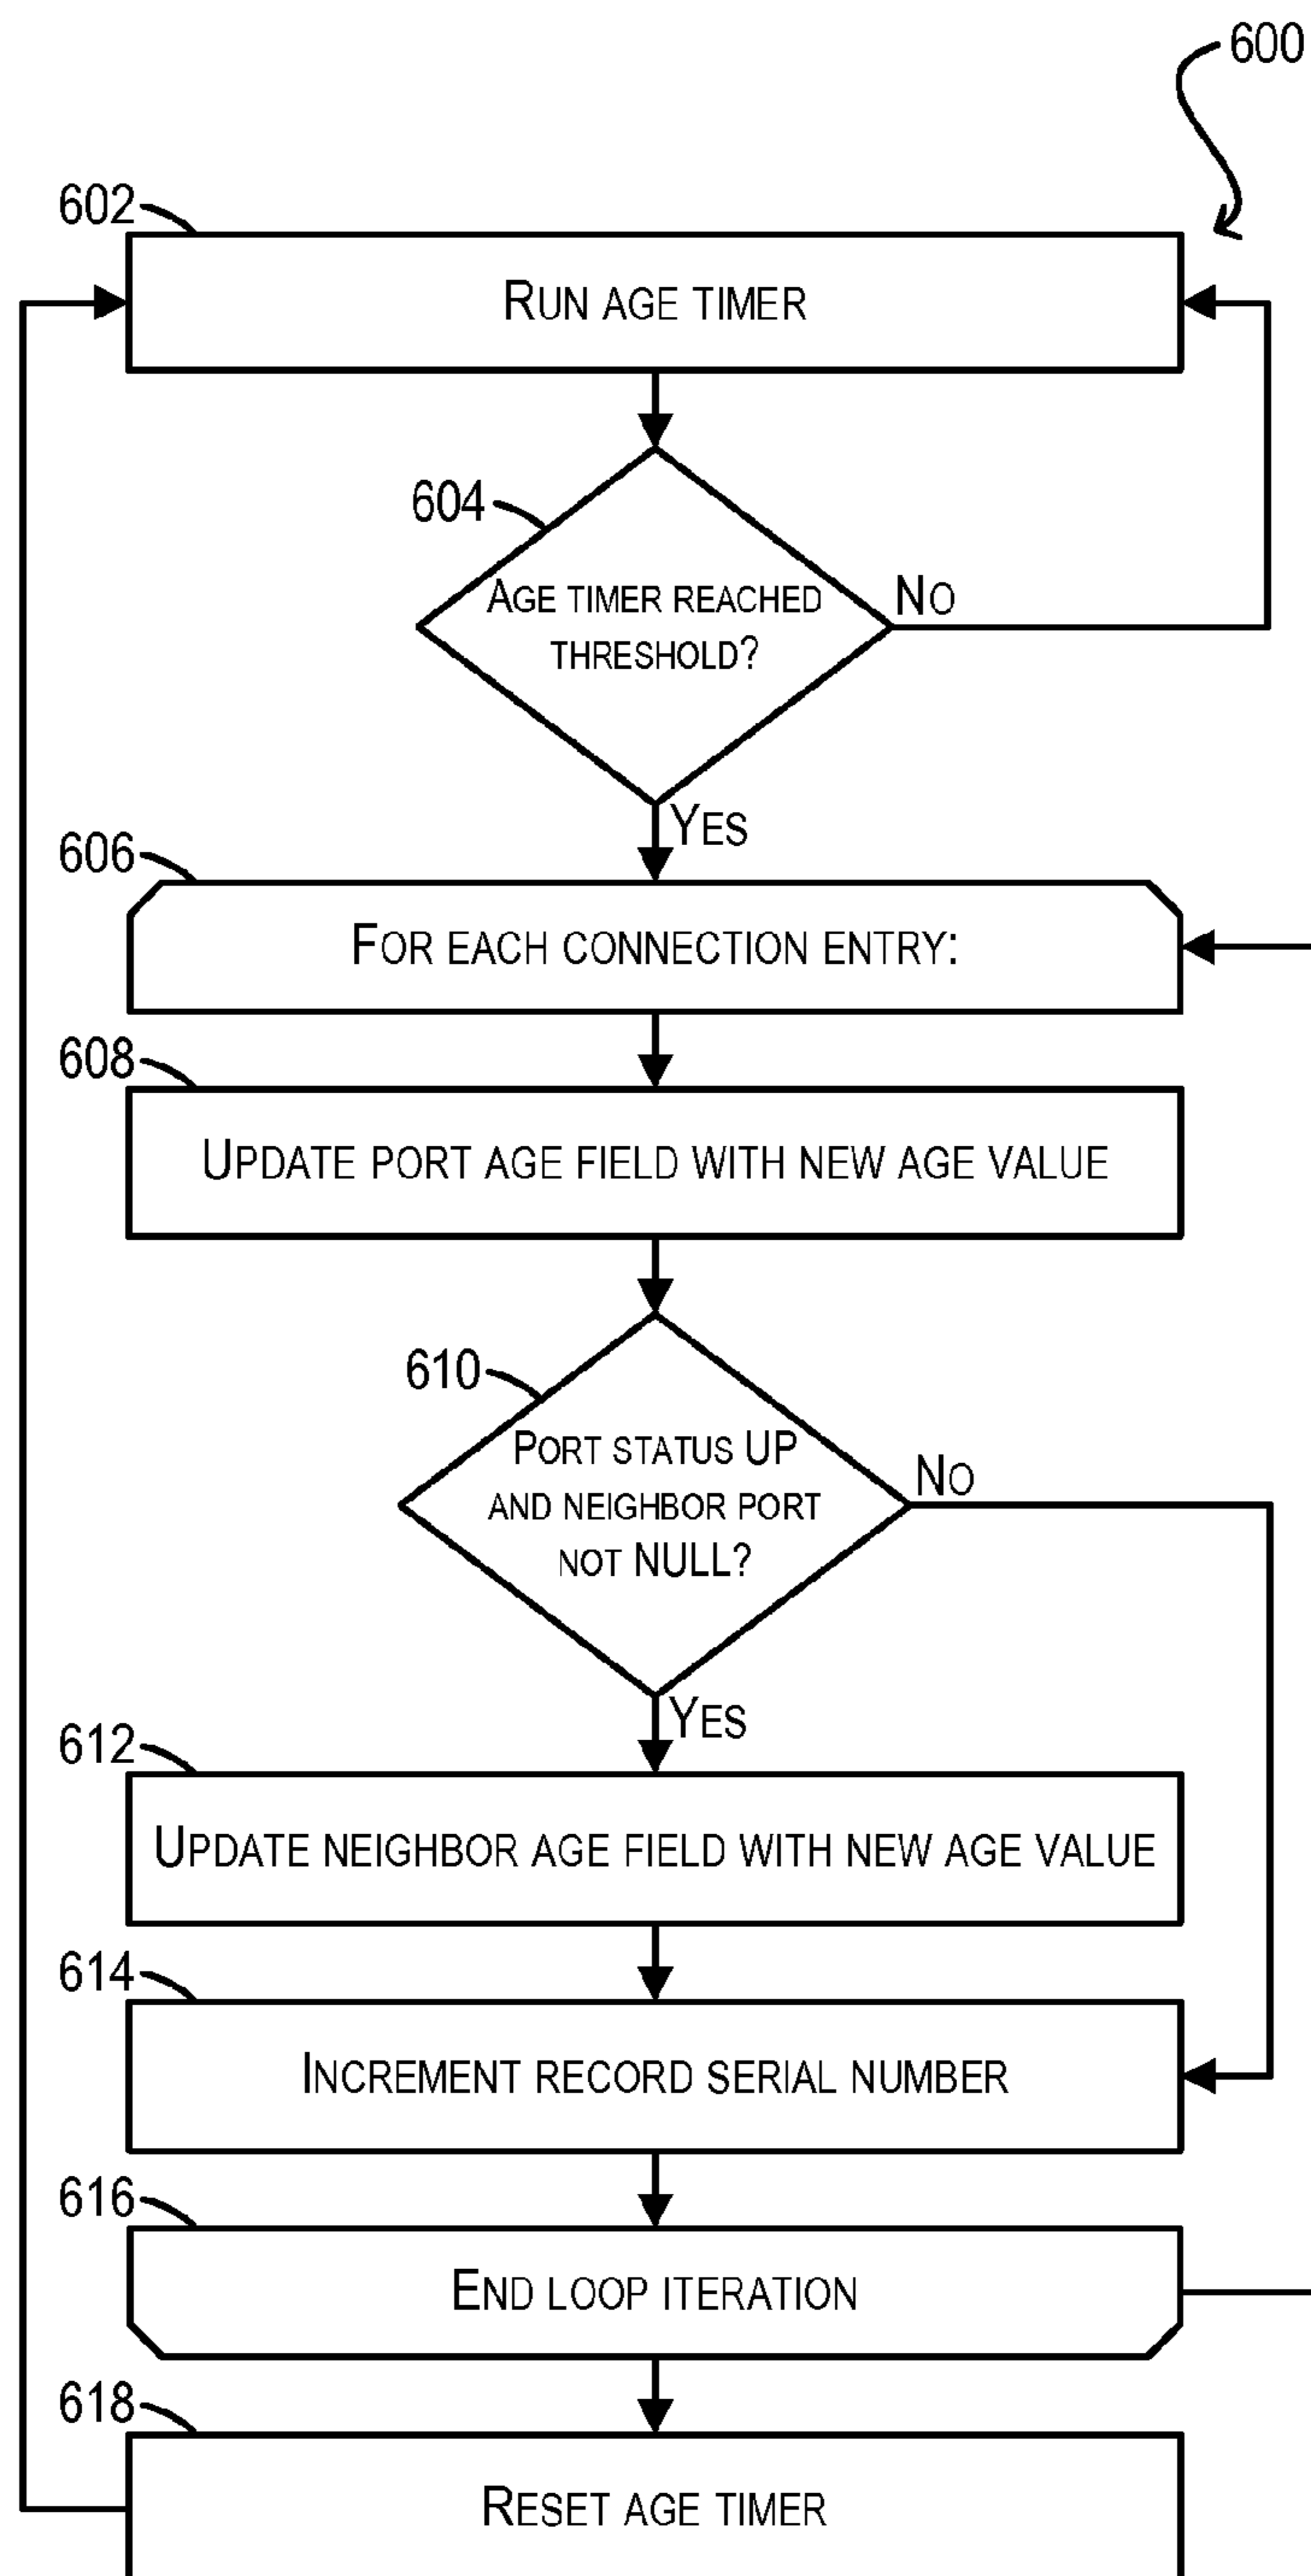 600
602
RUN AGE TIMER
604
AGE TIMER REACHED
THRESHOLD?
NO
YES
606
FOR EACH CONNECTION ENTRY:
608
UPDATE PORT AGE FIELD WITH NEW AGE VALUE
610
PORT STATUS UP
AND NEIGHBOR PORT
NOT NULL?
NO
YES
612
UPDATE NEIGHBOR AGE FIELD WITH NEW AGE VALUE
614
INCREMENT RECORD SERIAL NUMBER
616
END LOOP ITERATION
618
RESET AGE TIMER